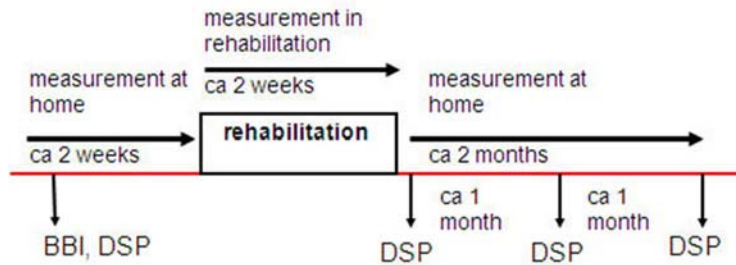 measurement in
rehabilitation
ca 2 weeks
measurement at
home
ca 2 weeks
rehabilitation
measurement at
home
ca 2 months
BBI, DSP
DSP
ca 1
month
DSP
ca 1
month
DSP